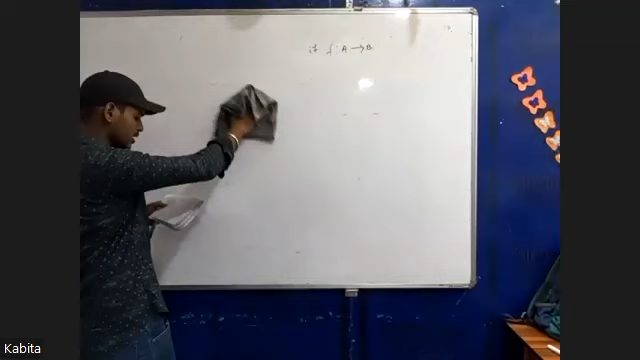 if f: A → B
Kabita